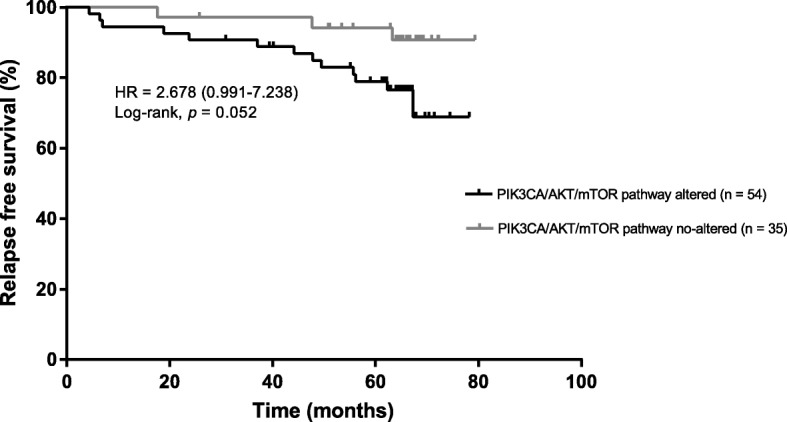 Relapse free survival (%)
100
80
60
40
20
0
HR = 2.678 (0.991-7.238)
Log-rank, p = 0.052
PIK3CA/AKT/mTOR pathway altered (n = 54)
PIK3CA/AKT/mTOR pathway no-altered (n = 35)
0 20 40 60 80 100
Time (months)